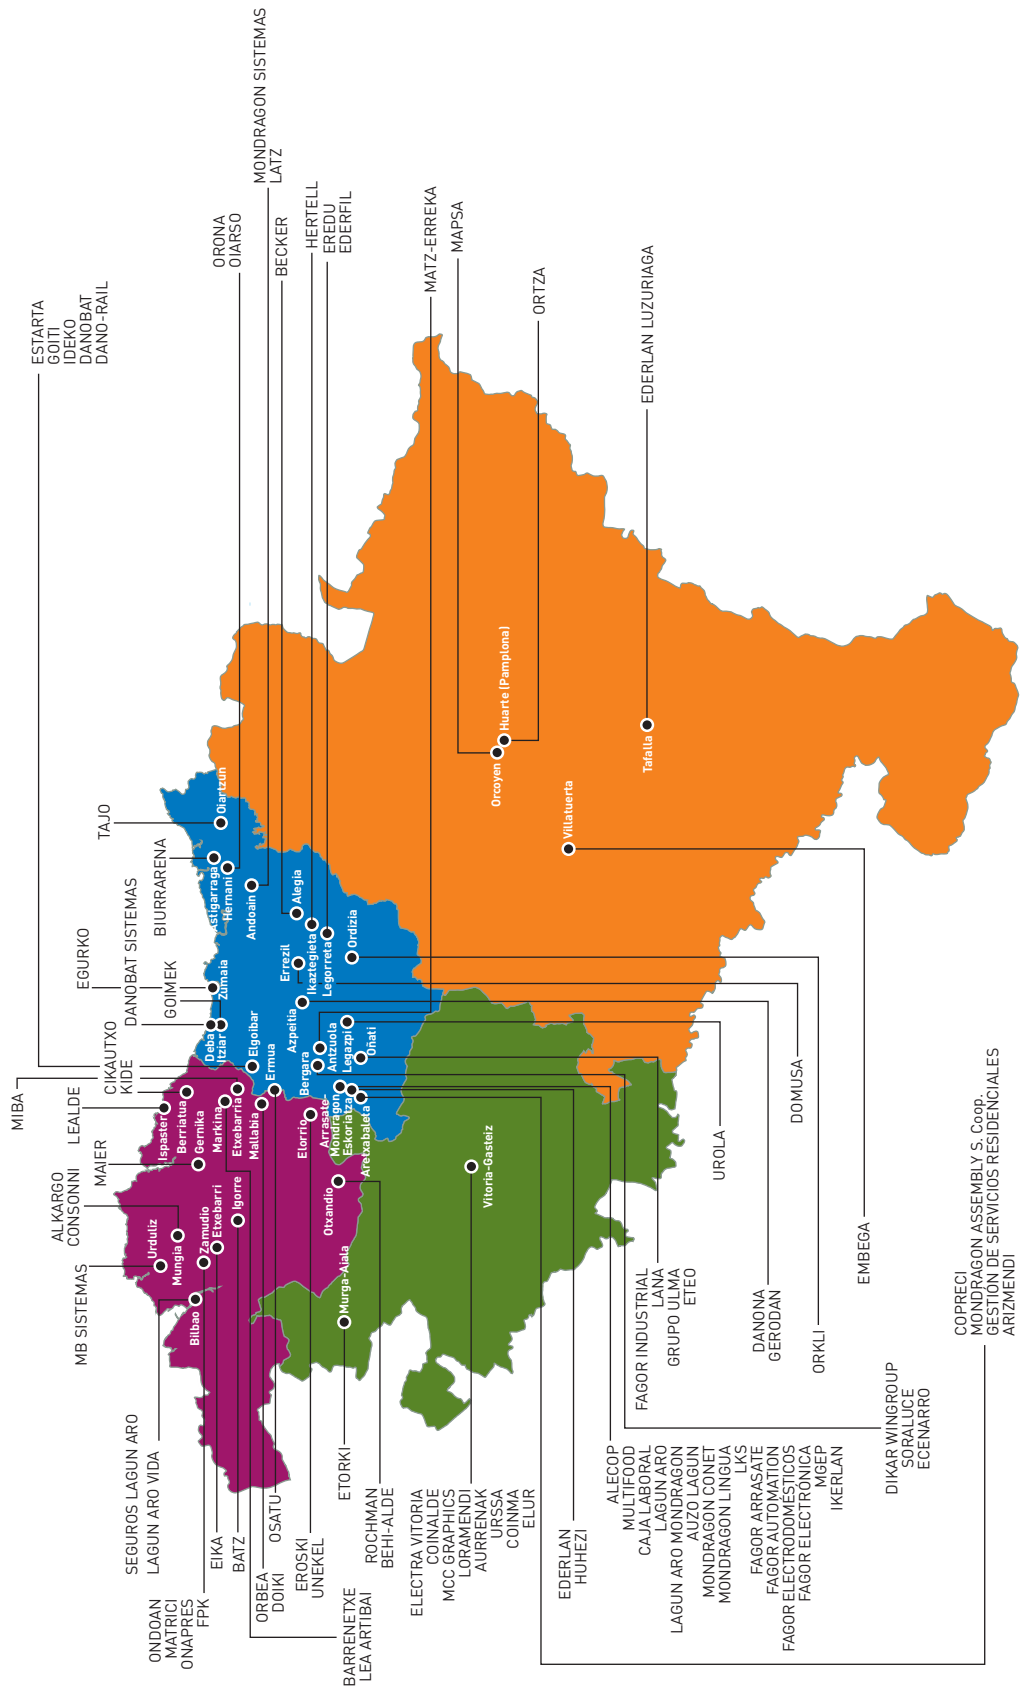 MONDRAGON SISTEMAS
LATZ
ORONA
OIARSO
BECKER
HERTELL
EREDU
EDERFIL
MATZ-ERREKA
MAPSA
ORTZA
EDERLAN LUZURIAGA
ESTARTA
GOITI
IDEKO
DANOBAT
DANO-RAIL
TAJO
BIURRARENA
DANOBAT SISTEMAS
EGURKO
GOIMEK
CIKAUTXO
KIDE
MIBA
LEALDE
MAIER
ALKARGO
CONSONNI
MB SISTEMAS
SEGUROS LAGUN ARO
LAGUN ARO VIDA
ONDOAN
MATRICI
ONAPRES
FPK
EIKA
BATZ
ORBEA
DOIKI
OSATU
EROSKI
UNEKEL
BARRENETXE
LEA ARTIBAI
ETORKI
ROCHMAN
BEHI-ALDE
ELECTRA VITORIA
COINALDE
MCC GRAPHICS
LORAMENDI
AURRENAK
URSSA
COINMA
ELUR
EDERLAN
HUHEZI
ALECOP
MULTIFOOD
CAJA LABORAL
LAGUN ARO
LAGUN ARO MONDRAGON
AUZO LAGUN
MONDRAGON CONET
MONDRAGON LINGUA
LKS
FAGOR ARRASATE
FAGOR AUTOMATION
FAGOR ELECTRODOMÉSTICOS
FAGOR ELECTRÓNICA
MGEP
IKERLAN
FAGOR INDUSTRIAL
LANA
GRUPO ULMA
ETEO
UROLA
DANONA
GERODAN
DOMUSA
ORKLI
EMBEGA
DIKAR WINGROUP
SORALUCE
ECENARRO
COPRECI
MONDRAGON ASSEMBLY S. Coop.
GESTIÓN DE SERVICIOS RESIDENCIALES
ARIZMENDI
Oiartzun
Astigarraga
Hernani
Andoain
Alegia
Ikaztegieta
Legorreta
Ordizia
Errezil
Zumaia
Azpeitia
Deba
Itziar
Elgoibar
Ermua
Bergara
Antzuola
Legazpi
Oñati
Arrasate-
Mondragon
Eskoriatza
Aretxabaleta
Ispaster
Berriatua
Gernika
Markina
Etxebarria
Mallabia
Elorrio
Otxandio
Urduliz
Mungia
Zamudio
Etxebarri
Igorre
Bilbao
Murga-Aiala
Vitoria-Gasteiz
Orcoyen
Huarte (Pamplona)
Tafalla
Villatuerta